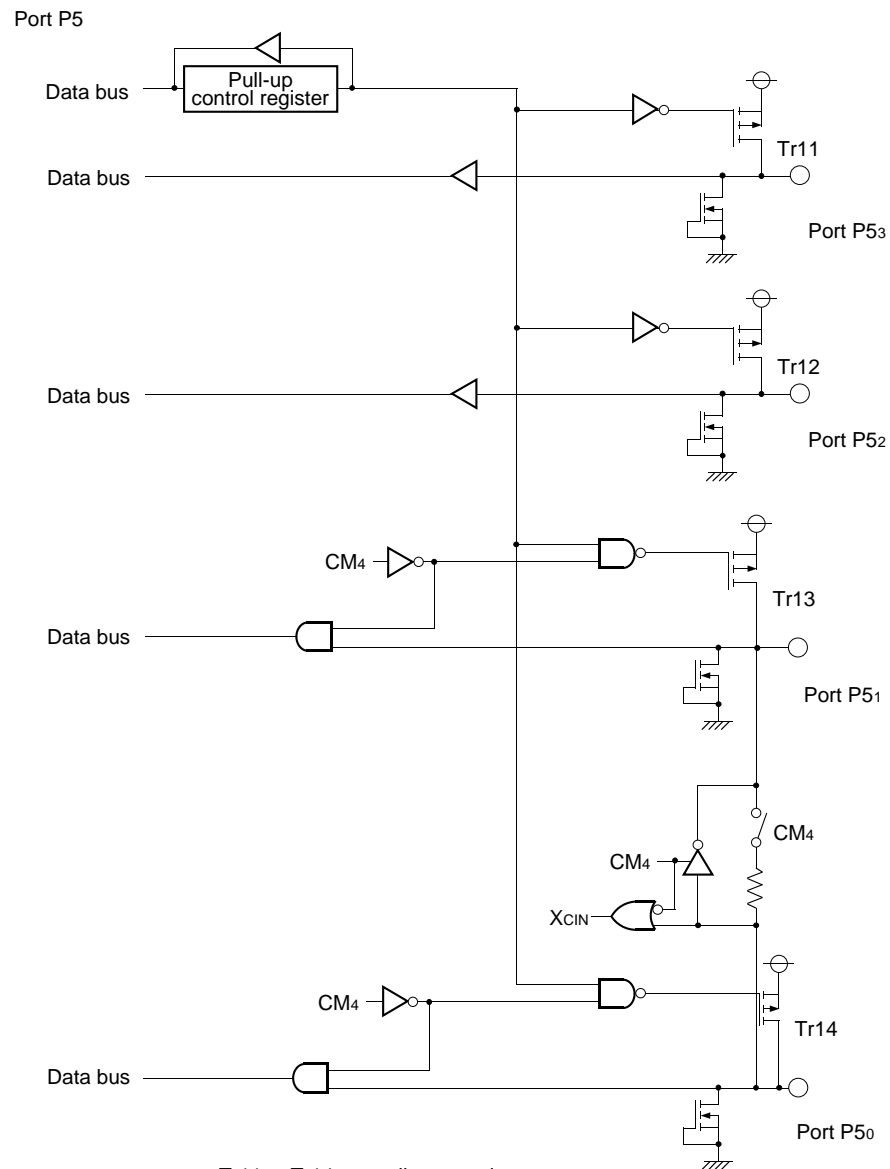 Port P5
Data bus
Pull-up
control register
Tr11
Data bus
Port P53
Tr12
Data bus
Port P52
CM4
Tr13
Data bus
Port P51
CM4
CM4
XCIN
CM4
Tr14
Data bus
Port P50